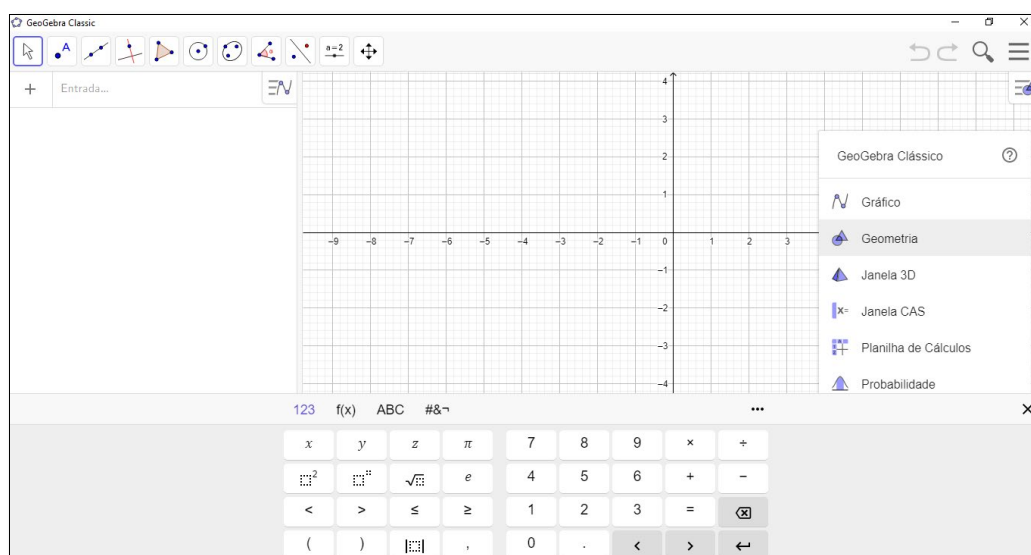 GeoGebra Classic
A
a=2
+ Entrada...
4
3
2
1
-9 -8 -7 -6 -5 -4 -3 -2 -1 0 1 2 3
-1
-2
-3
-4
GeoGebra Clássico ?
Gráfico
Geometria
Janela 3D
x= Janela CAS
Planilha de Cálculos
Probabilidade
123 f(x) ABC #&¬ •••
x y z π 7 8 9 × ÷
2 √ e 4 5 6 + −
< > ≤ ≥ 1 2 3 =
( ) | | , 0 . < >